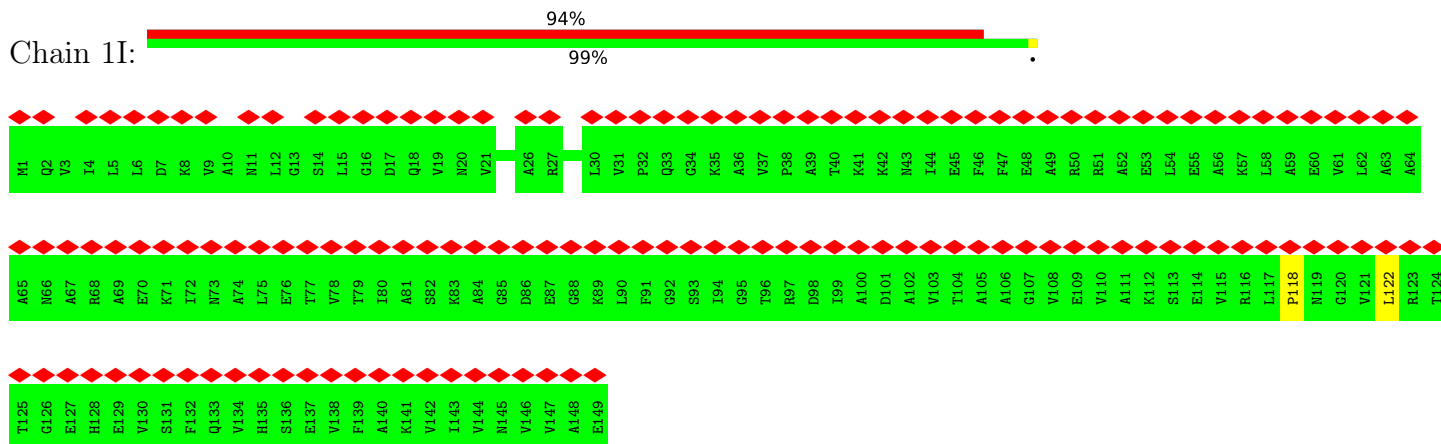 94%
Chain 1I:
99%
.
M1 Q2 V3 I4 L5 L6 D7 K8 V9 A10 N11 L12 G13 S14 L15 G16 D17 Q18 V19 N20 V21 A26 R27 L30 V31 P32 Q33 G34 K35 A36 V37 P38 A39 T40 K41 K42 N43 I44 E45 F46 F47 E48 A49 R50 R51 A52 E53 L54 E55 A56 K57 L58 A59 E60 V61 L62 A63 A64
A65 N66 A67 R68 A69 E70 K71 I72 N73 A74 L75 E76 T77 V78 T79 I80 A81 S82 K83 A84 G85 D86 E87 G88 K89 L90 F91 G92 S93 I94 G95 T96 R97 D98 I99 A100 D101 A102 V103 T104 A105 A106 G107 V108 E109 V110 A111 K112 S113 E114 V115 R116 L117 P118 N119 G120 V121 L122 R123 T124
T125 G126 E127 H128 E129 V130 S131 F132 Q133 V134 H135 S136 E137 V138 F139 A140 K141 V142 I143 V144 N145 V146 V147 A148 E149